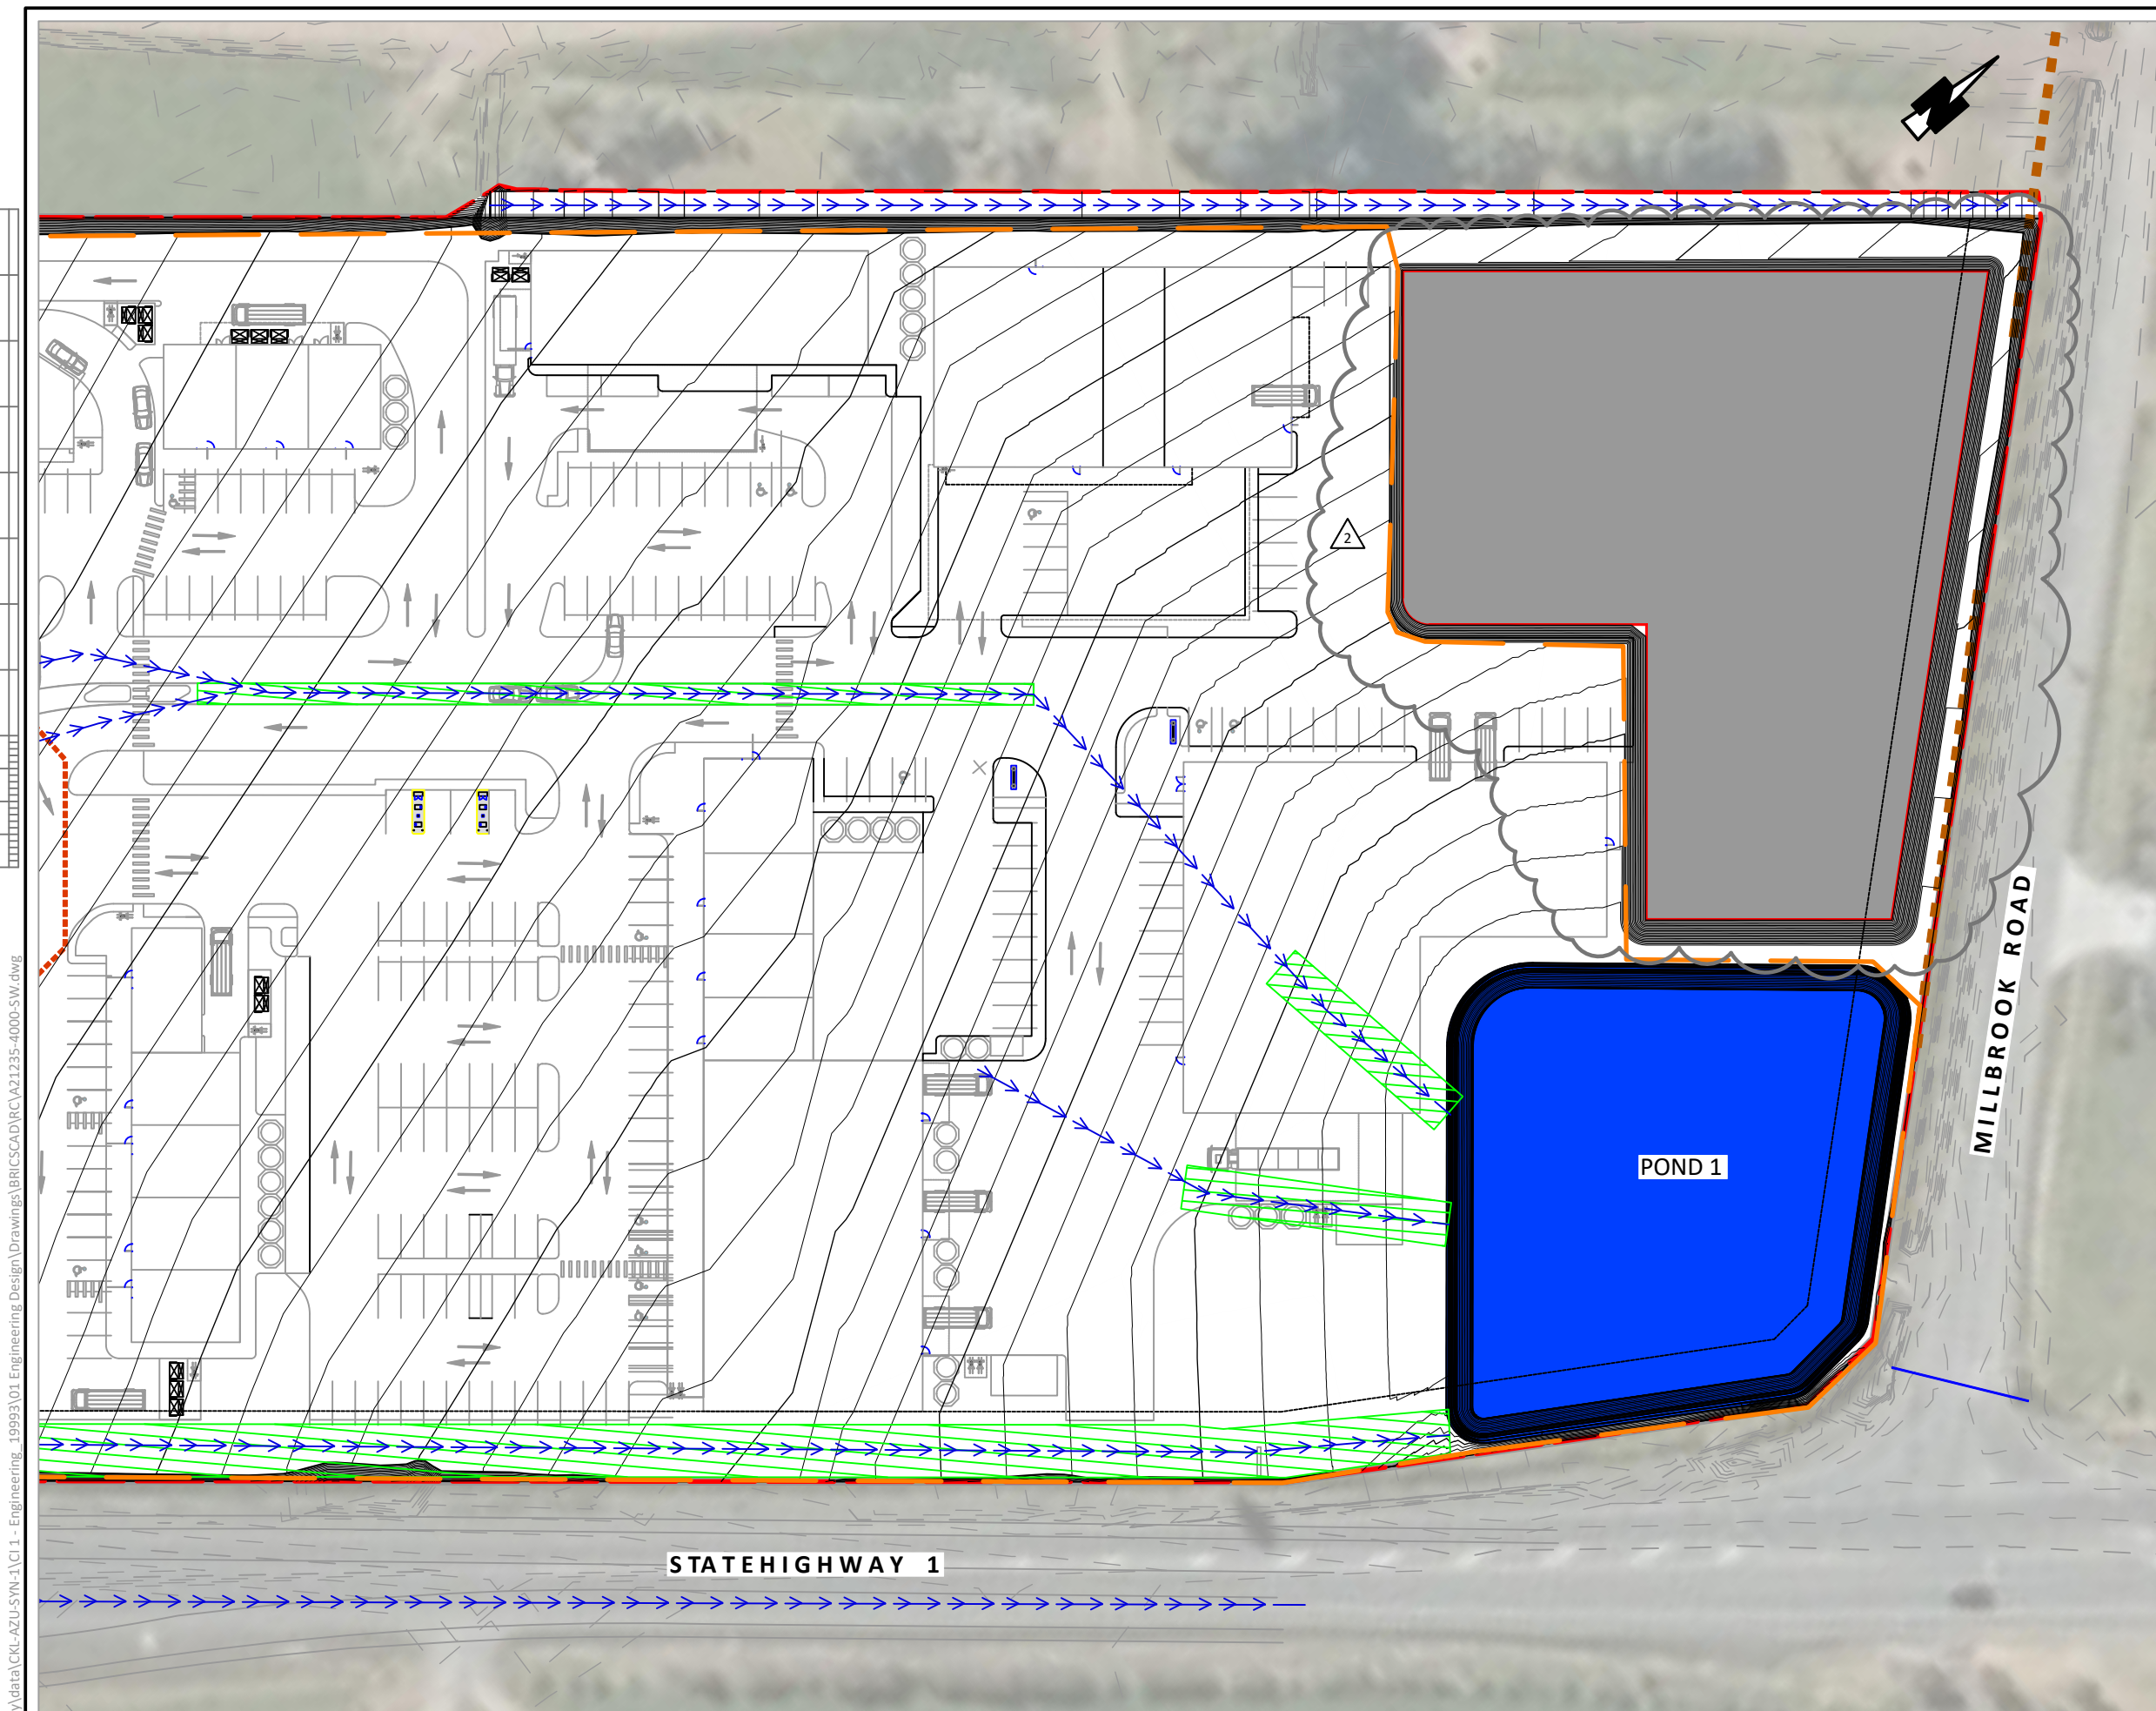 2
MILLBROOK ROAD
POND 1
STATEHIGHWAY 1
y\data\CKL-AZU-SYN-1\CI 1 - Engineering_19993\01 Engineering Design\Drawings\BRICSCAD\RC\A21235-4000-SW.dwg